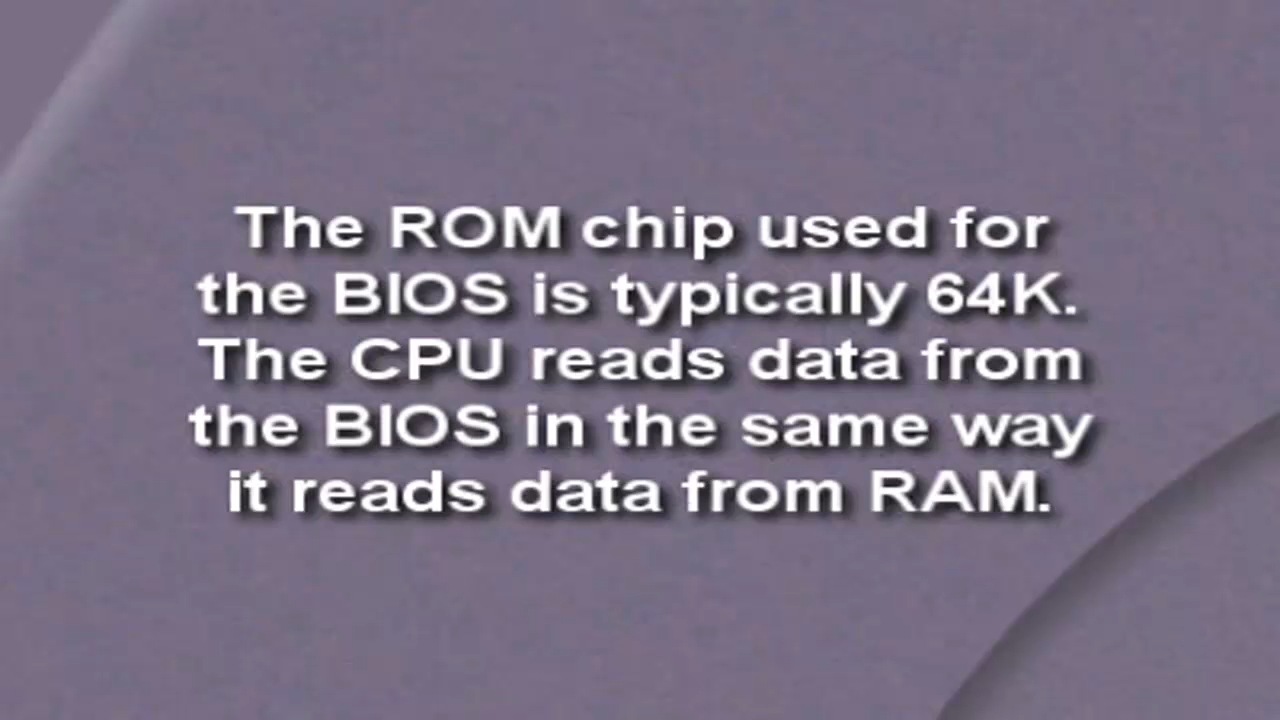 The ROM chip used for
the BIOS is typically 64K.
The CPU reads data from
the BIOS in the same way
it reads data from RAM.